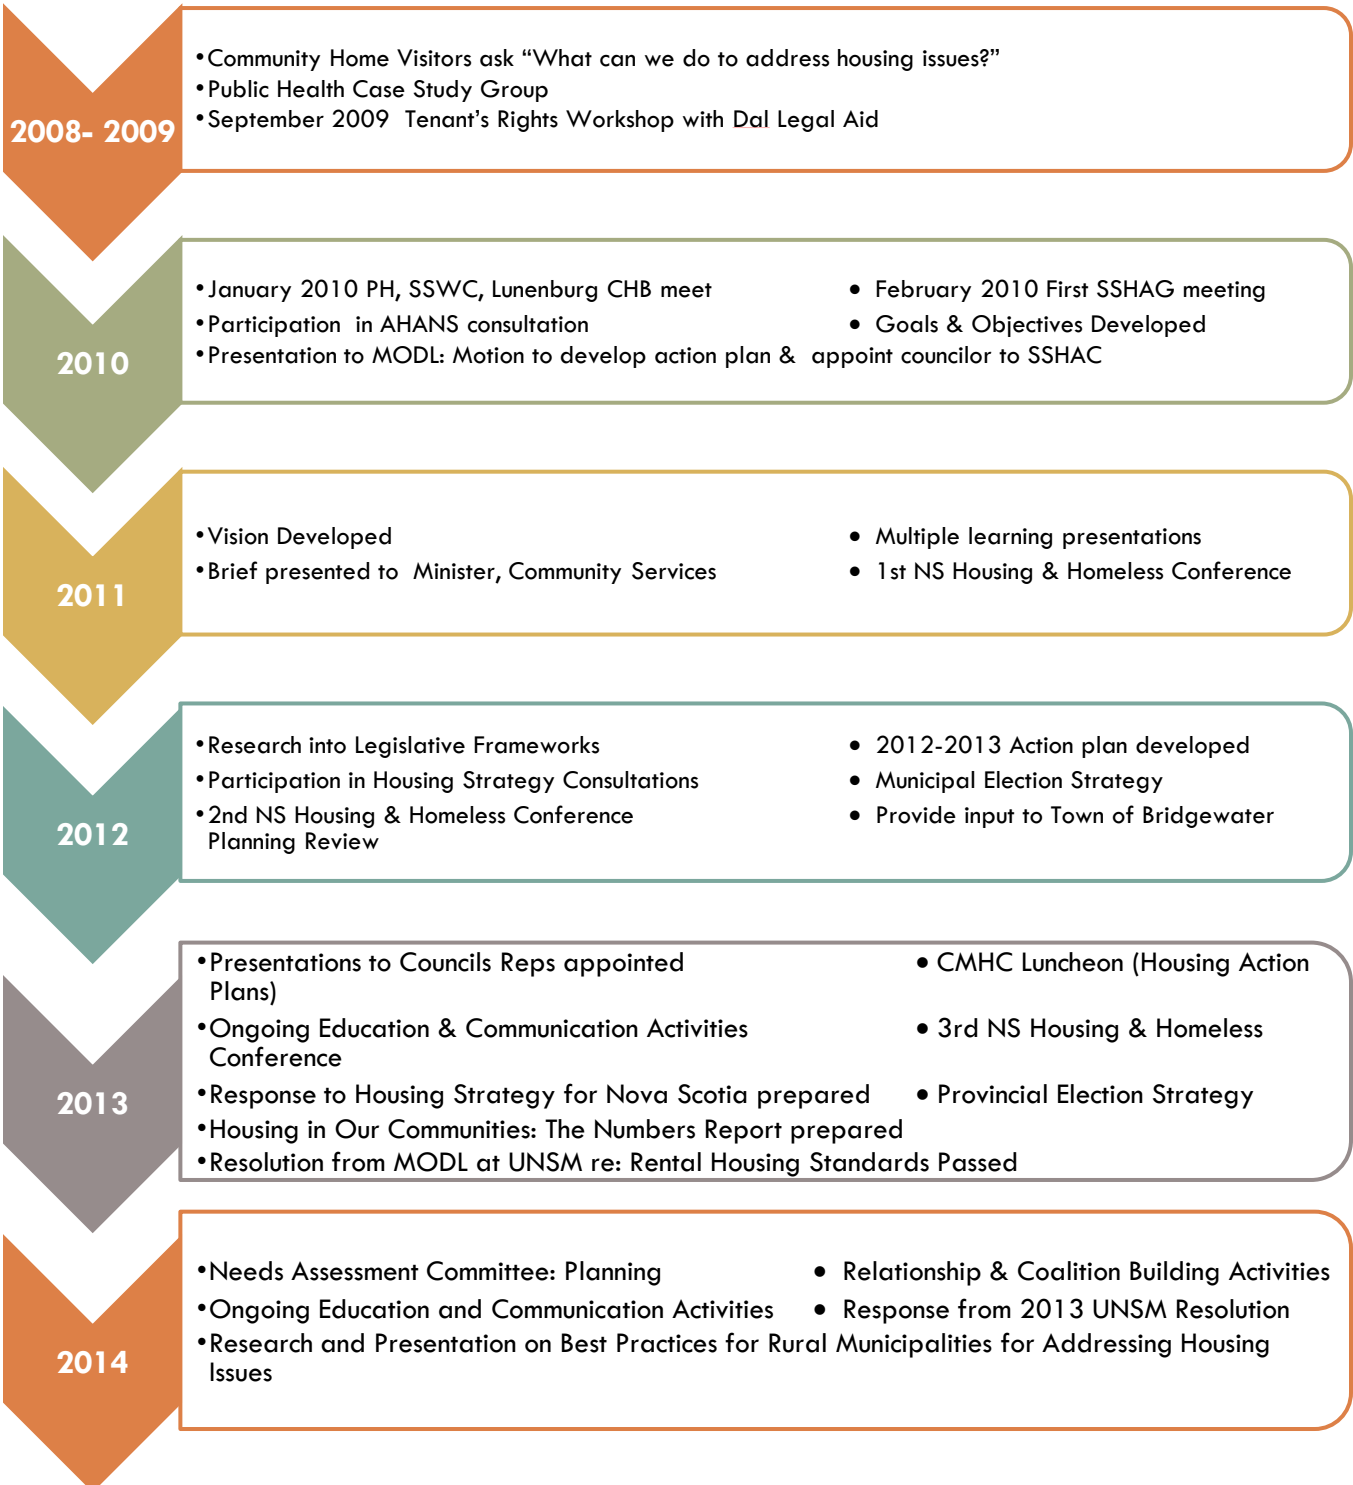 2008- 2009
•Community Home Visitors ask “What can we do to address housing issues?”
•Public Health Case Study Group
•September 2009 Tenant’s Rights Workshop with Dal Legal Aid
2010
•January 2010 PH, SSWC, Lunenburg CHB meet • February 2010 First SSHAG meeting
•Participation in AHANS consultation • Goals & Objectives Developed
•Presentation to MODL: Motion to develop action plan & appoint councilor to SSHAC
2011
•Vision Developed • Multiple learning presentations
•Brief presented to Minister, Community Services • 1st NS Housing & Homeless Conference
2012
•Research into Legislative Frameworks • 2012-2013 Action plan developed
•Participation in Housing Strategy Consultations • Municipal Election Strategy
•2nd NS Housing & Homeless Conference • Provide input to Town of Bridgewater
Planning Review
2013
•Presentations to Councils Reps appointed • CMHC Luncheon (Housing Action
Plans)
•Ongoing Education & Communication Activities • 3rd NS Housing & Homeless
Conference
•Response to Housing Strategy for Nova Scotia prepared • Provincial Election Strategy
•Housing in Our Communities: The Numbers Report prepared
•Resolution from MODL at UNSM re: Rental Housing Standards Passed
2014
•Needs Assessment Committee: Planning • Relationship & Coalition Building Activities
•Ongoing Education and Communication Activities • Response from 2013 UNSM Resolution
•Research and Presentation on Best Practices for Rural Municipalities for Addressing Housing
Issues